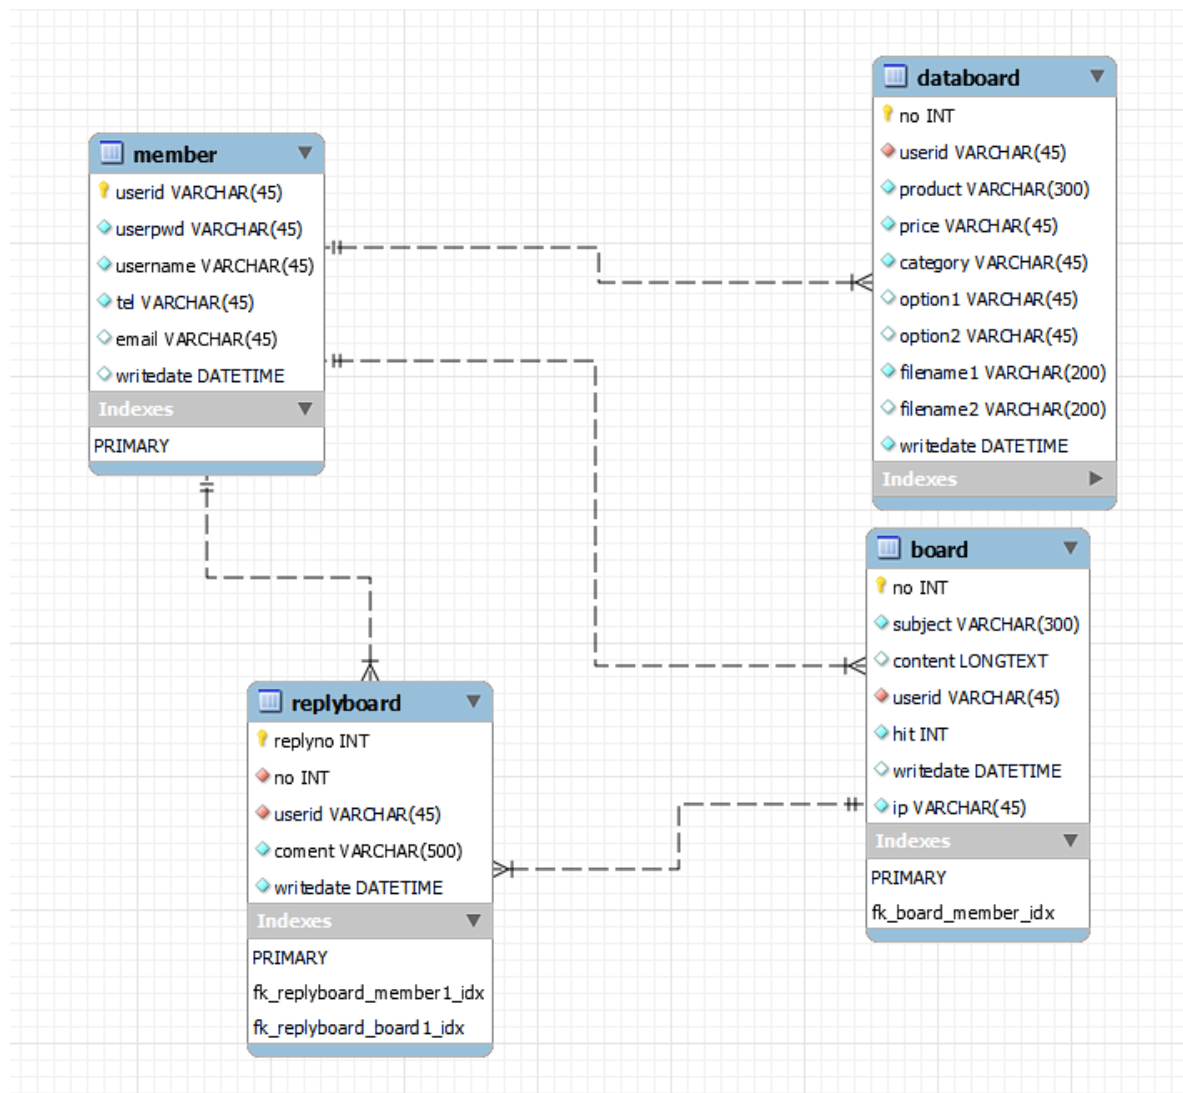 member
userid VARCHAR(45)
userpwd VARCHAR(45)
username VARCHAR(45)
tel VARCHAR(45)
email VARCHAR(45)
writedate DATETIME
Indexes
PRIMARY
databoard
no INT
userid VARCHAR(45)
product VARCHAR(300)
price VARCHAR(45)
category VARCHAR(45)
option1 VARCHAR(45)
option2 VARCHAR(45)
filename1 VARCHAR(200)
filename2 VARCHAR(200)
writedate DATETIME
Indexes
board
no INT
subject VARCHAR(300)
content LONGTEXT
userid VARCHAR(45)
hit INT
writedate DATETIME
ip VARCHAR(45)
Indexes
PRIMARY
fk_board_member_idx
replyboard
replyno INT
no INT
userid VARCHAR(45)
coment VARCHAR(500)
writedate DATETIME
Indexes
PRIMARY
fk_replyboard_member1_idx
fk_replyboard_board1_idx